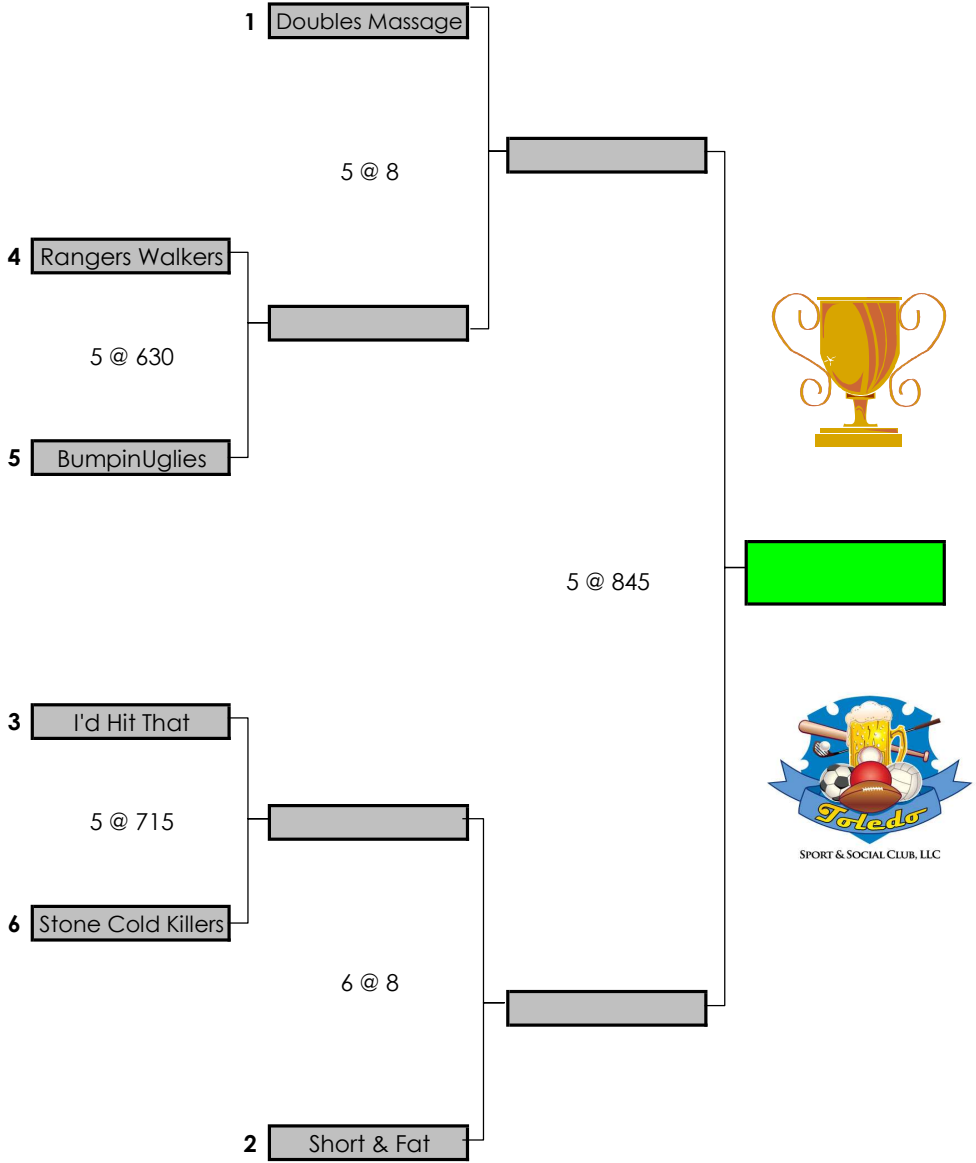 1 Doubles Massage
5 @ 8
4 Rangers Walkers
5 @ 630
5 BumpinUglies
5 @ 845
3 I'd Hit That
5 @ 715
6 Stone Cold Killers
6 @ 8
2 Short & Fat
Toledo
SPORT & SOCIAL CLUB, LLC